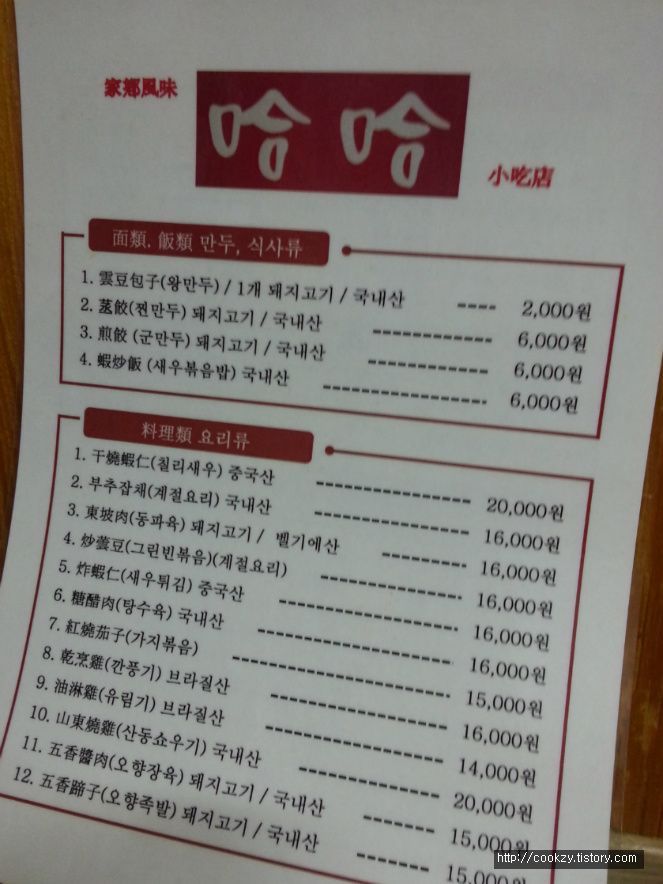 家鄕風味
哈哈
小吃店
面類. 飯類 만두, 식사류
1. 雲豆包子(왕만두) / 1개 돼지고기 / 국내산 ---- 2,000원
2. 蒸餃(찐만두) 돼지고기 / 국내산 ------------ 6,000원
3. 煎餃 (군만두) 돼지고기 / 국내산 ------------ 6,000원
4. 蝦炒飯 (새우볶음밥) 국내산 ---------------- 6,000원
料理類 요리류
1. 干燒蝦仁(칠리새우) 중국산 --------------- 20,000원
2. 부추잡채(계절요리) 국내산 ------------------ 16,000원
3. 東坡肉(동파육) 돼지고기 / 벨기에산 -------- 16,000원
4. 炒蕓豆(그린빈볶음)(계절요리) ------------- 16,000원
5. 炸蝦仁(새우튀김) 중국산 ----------------- 16,000원
6. 糖醋肉(탕수육) 국내산 ------------------- 16,000원
7. 紅燒茄子(가지볶음) --------------------- 15,000원
8. 乾烹雞(깐풍기) 브라질산 ----------------- 16,000원
9. 油淋雞(유림기) 브라질산 ----------------- 14,000원
10. 山東燒雞(산동쇼우기) 국내산 ------------- 20,000원
11. 五香醬肉(오향장육) 돼지고기 / 국내산 ------- 15,000원
12. 五香蹄子(오향족발) 돼지고기 / 국내산 ------- 15,000원
http://cookzy.tistory.com